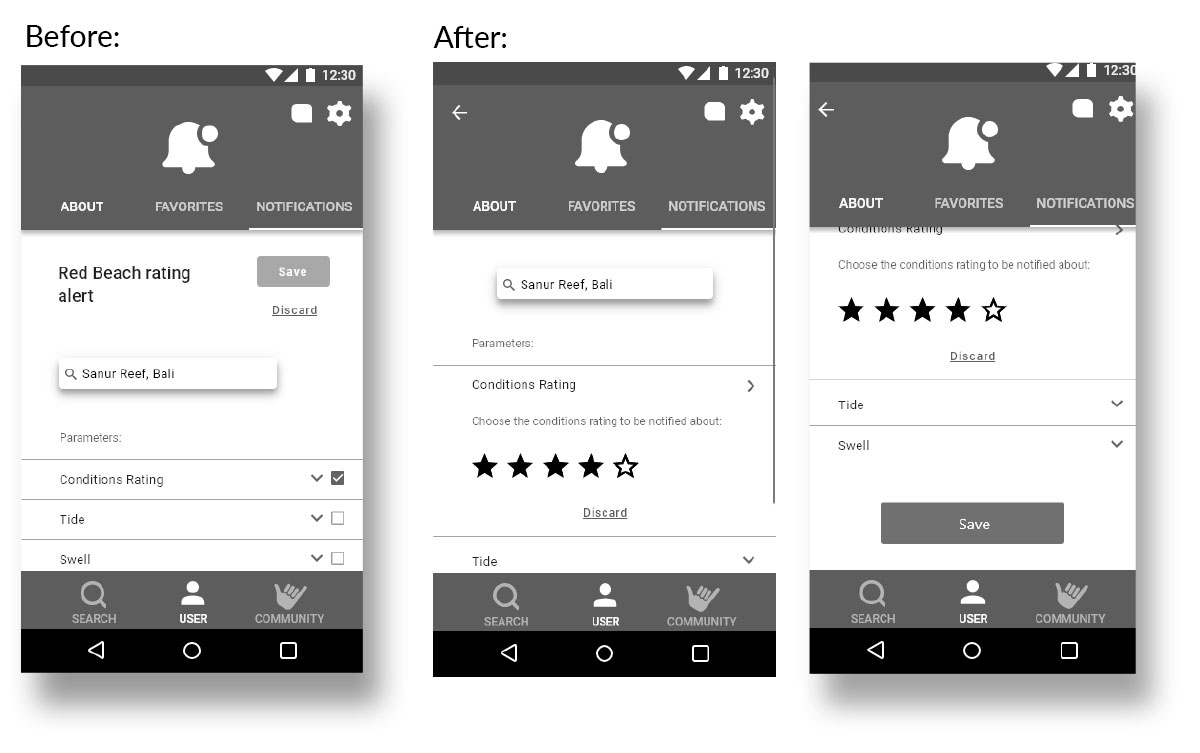 Before:
12:30
ABOUT FAVORITES NOTIFICATIONS
Red Beach rating
alert
Save
Discard
Sanur Reef, Bali
Parameters:
Conditions Rating
Tide
Swell
SEARCH USER COMMUNITY
After:
12:30
ABOUT FAVORITES NOTIFICATIONS
Sanur Reef, Bali
Parameters:
Conditions Rating
Choose the conditions rating to be notified about:
Discard
Tide
SEARCH USER COMMUNITY
12:30
ABOUT FAVORITES NOTIFICATIONS
Conditions Rating
Choose the conditions rating to be notified about:
Discard
Tide
Swell
Save
SEARCH USER COMMUNITY